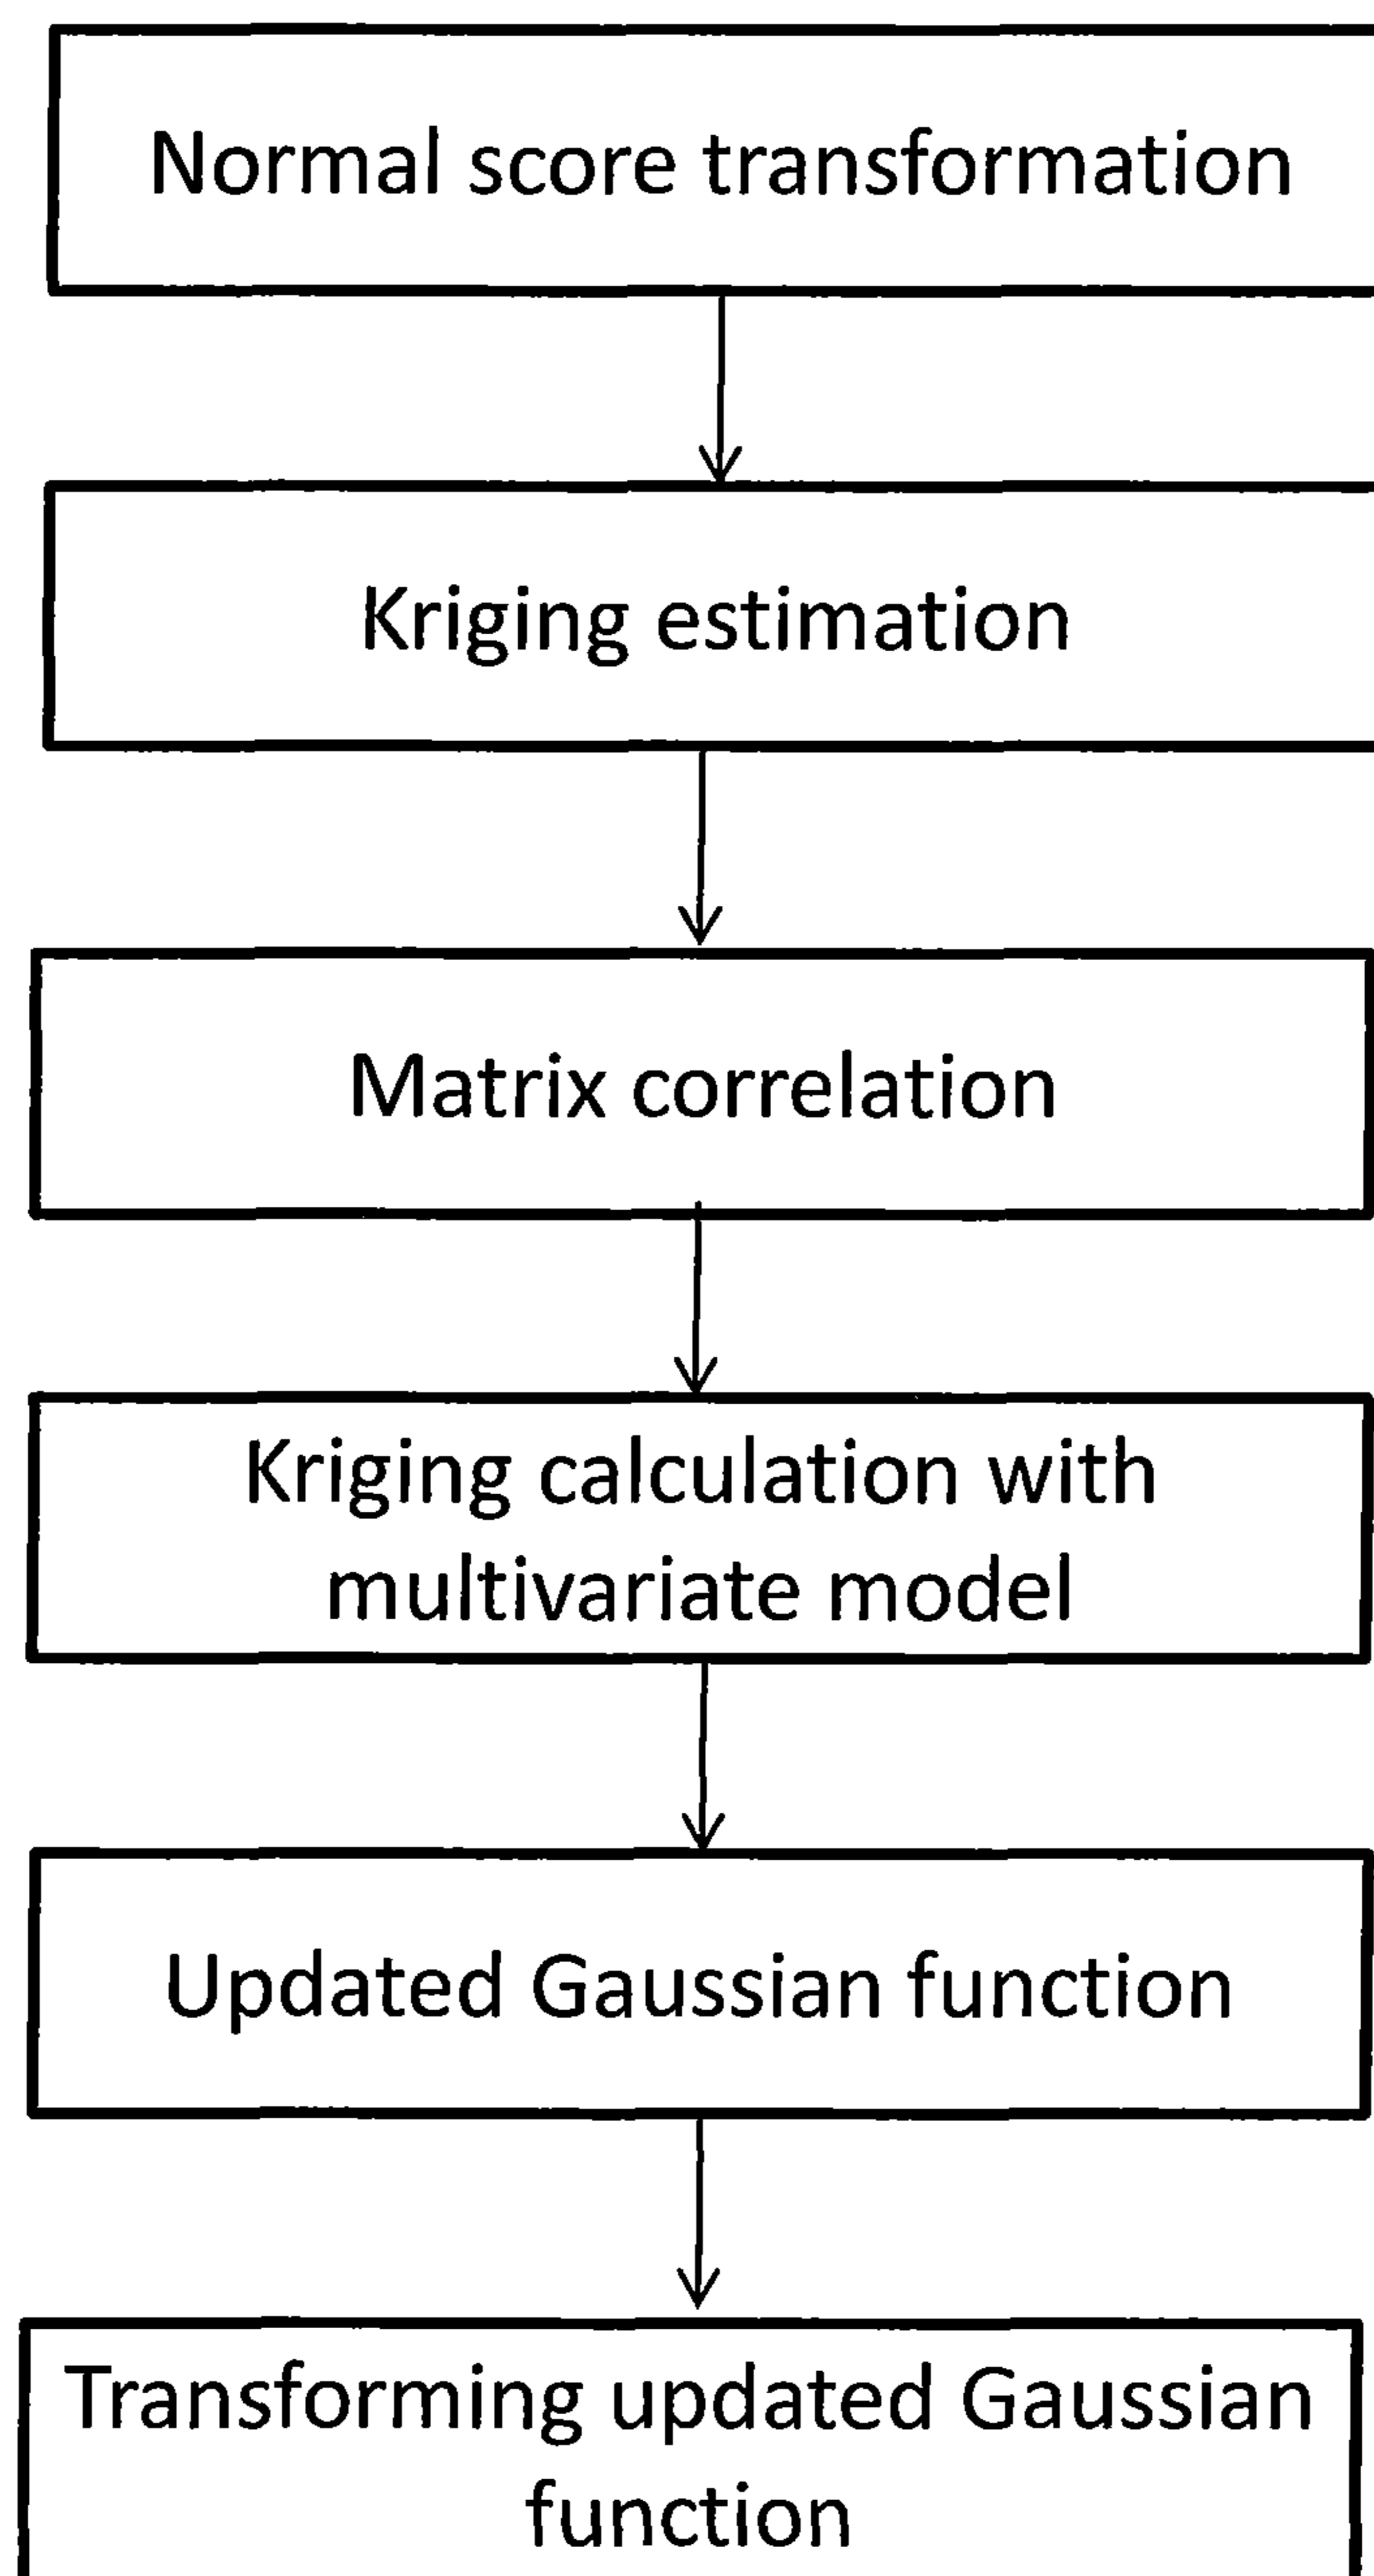 Normal score transformation
Kriging estimation
Matrix correlation
Kriging calculation with
multivariate model
Updated Gaussian function
Transforming updated Gaussian
function